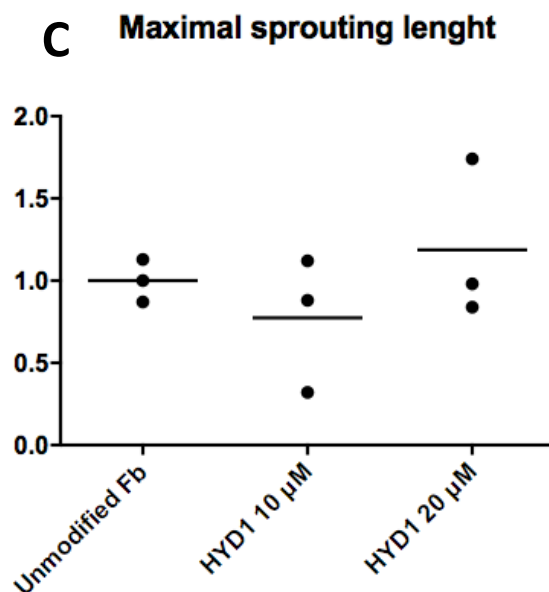 C Maximal sprouting lenght
2.0
1.5
1.0
0.5
0.0
Unmodified Fb
HYD1 10 µM
HYD1 20 µM